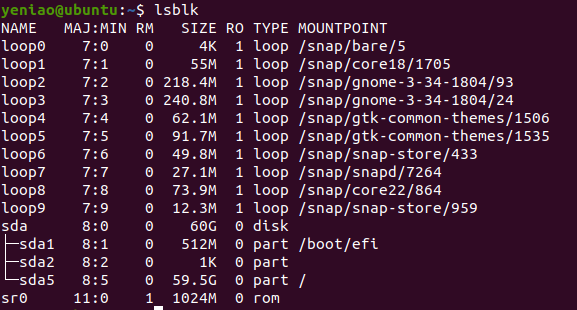 yeniao@ubuntu:~$ lsblk
NAME   MAJ:MIN RM   SIZE RO TYPE MOUNTPOINT
loop0    7:0    0     4K  1 loop /snap/bare/5
loop1    7:1    0    55M  1 loop /snap/core18/1705
loop2    7:2    0 218.4M  1 loop /snap/gnome-3-34-1804/93
loop3    7:3    0 240.8M  1 loop /snap/gnome-3-34-1804/24
loop4    7:4    0  62.1M  1 loop /snap/gtk-common-themes/1506
loop5    7:5    0  91.7M  1 loop /snap/gtk-common-themes/1535
loop6    7:6    0  49.8M  1 loop /snap/snap-store/433
loop7    7:7    0  27.1M  1 loop /snap/snapd/7264
loop8    7:8    0  73.9M  1 loop /snap/core22/864
loop9    7:9    0  12.3M  1 loop /snap/snap-store/959
sda      8:0    0    60G  0 disk
├─sda1   8:1    0   512M  0 part /boot/efi
├─sda2   8:2    0     1K  0 part
└─sda5   8:5    0  59.5G  0 part /
sr0     11:0    1  1024M  0 rom